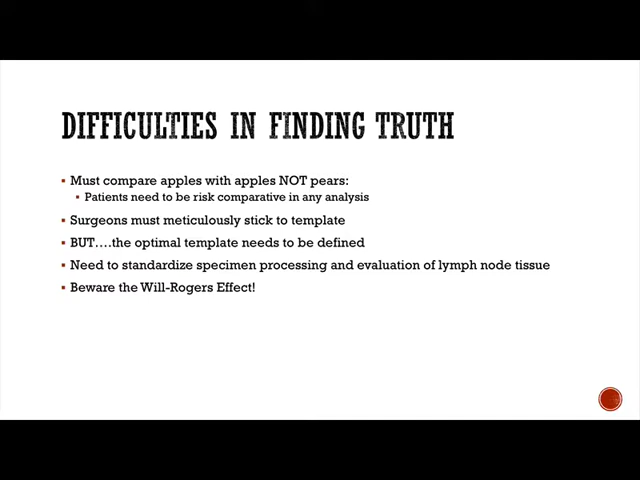 DIFFICULTIES IN FINDING TRUTH
Must compare apples with apples NOT pears:
Patients need to be risk comparative in any analysis
Surgeons must meticulously stick to template
BUT….the optimal template needs to be defined
Need to standardize specimen processing and evaluation of lymph node tissue
Beware the Will-Rogers Effect!